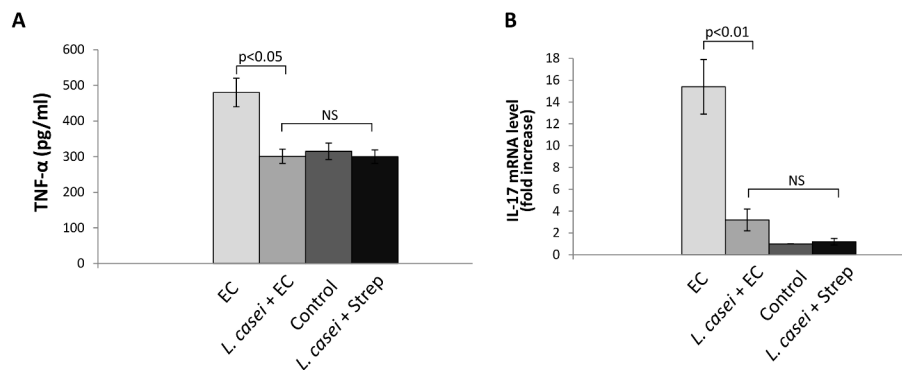 A
TNF-α (pg/ml)
600
500
400
300
200
100
0
p<0.05
NS
EC
L. casei + EC
Control
L. casei + Strep
B
IL-17 mRNA level
(fold increase)
18
16
14
12
10
8
6
4
2
0
p<0.01
NS
EC
L. casei + EC
Control
L. casei + Strep